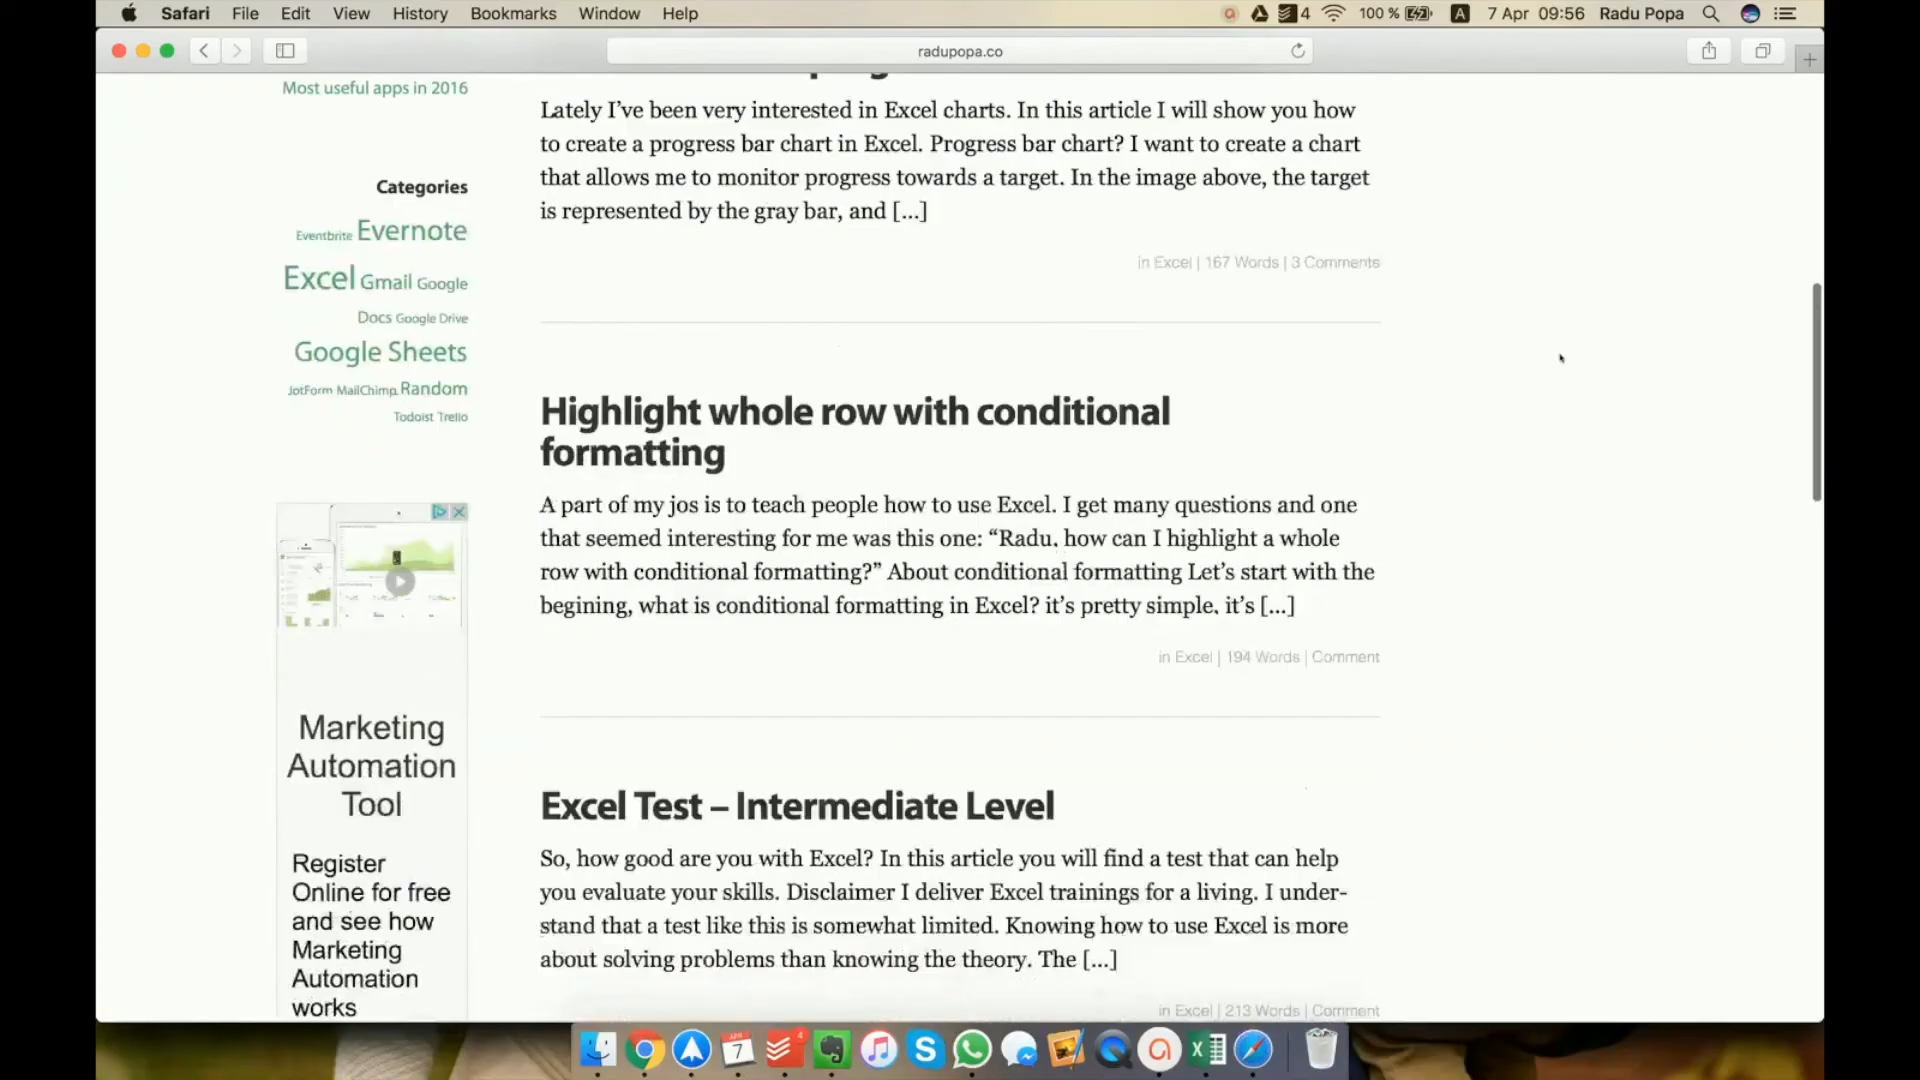 Safari File Edit View History Bookmarks Window Help 4 100 % A 7 Apr 09:56 Radu Popa
radupopa.co
Most useful apps in 2016
Categories
Eventbrite Evernote
Excel Gmail Google
Docs Google Drive
Google Sheets
JotForm MailChimp Random
Todoist Trello
Marketing
Automation
Tool
Register
Online for free
and see how
Marketing
Automation
works
Lately I've been very interested in Excel charts. In this article I will show you how
to create a progress bar chart in Excel. Progress bar chart? I want to create a chart
that allows me to monitor progress towards a target. In the image above, the target
is represented by the gray bar, and [...]
in Excel | 167 Words | 3 Comments
Highlight whole row with conditional
formatting
A part of my jos is to teach people how to use Excel. I get many questions and one
that seemed interesting for me was this one: “Radu, how can I highlight a whole
row with conditional formatting?” About conditional formatting Let’s start with the
begining, what is conditional formatting in Excel? it’s pretty simple, it’s [...]
in Excel | 194 Words | Comment
Excel Test – Intermediate Level
So, how good are you with Excel? In this article you will find a test that can help
you evaluate your skills. Disclaimer I deliver Excel trainings for a living. I under-
stand that a test like this is somewhat limited. Knowing how to use Excel is more
about solving problems than knowing the theory. The [...]
in Excel | 213 Words | Comment
APR
7
4